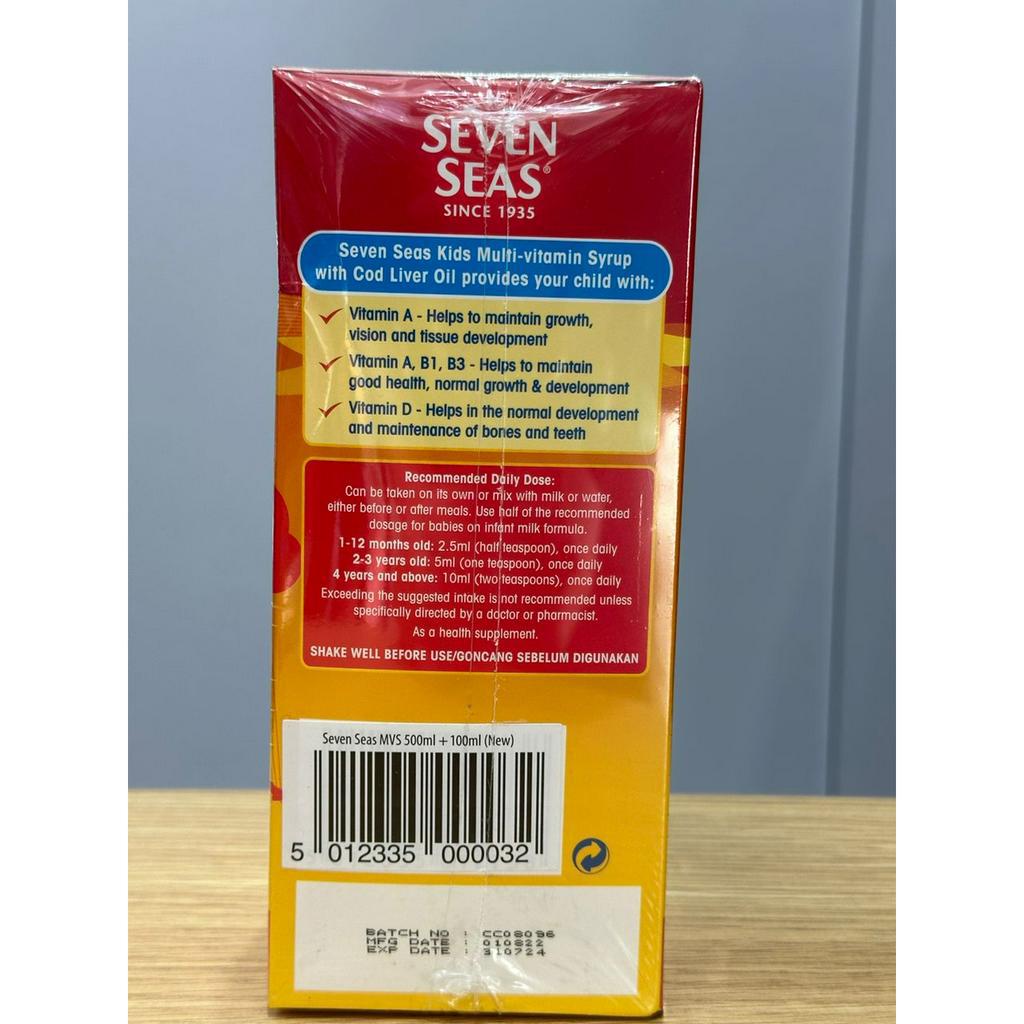 SEVEN
SEAS®
SINCE 1935
Seven Seas Kids Multi-vitamin Syrup
with Cod Liver Oil provides your child with:
Vitamin A - Helps to maintain growth,
vision and tissue development
Vitamin A, B1, B3 - Helps to maintain
good health, normal growth & development
Vitamin D - Helps in the normal development
and maintenance of bones and teeth
Recommended Daily Dose:
Can be taken on its own or mix with milk or water,
either before or after meals. Use half of the recommended
dosage for babies on infant milk formula.
1-12 months old: 2.5ml (half teaspoon), once daily
2-3 years old: 5ml (one teaspoon), once daily
4 years and above: 10ml (two teaspoons), once daily
Exceeding the suggested intake is not recommended unless
specifically directed by a doctor or pharmacist.
As a health supplement.
SHAKE WELL BEFORE USE/GONCANG SEBELUM DIGUNAKAN
Seven Seas MVS 500ml + 100ml (New)
5 012335 000032
BATCH NO : CC08096
MFG DATE : 010822
EXP DATE : 310724